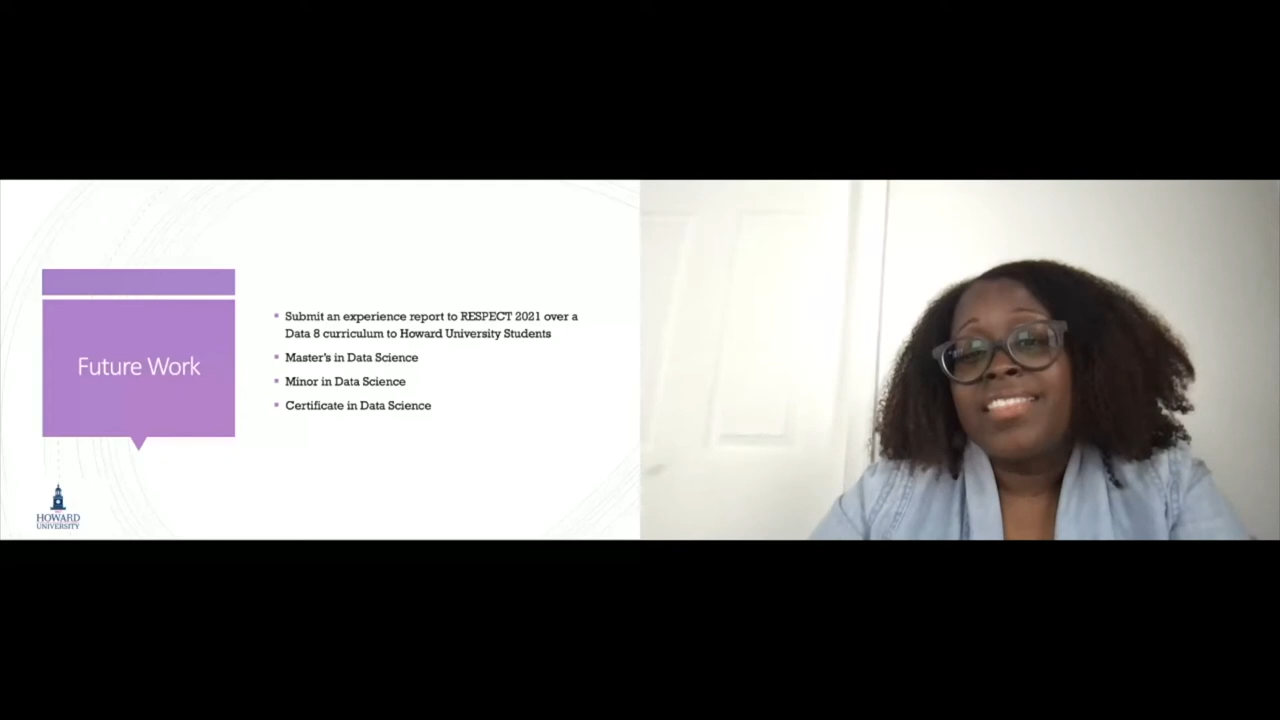 Future Work
Submit an experience report to RESPECT 2021 over a
Data 8 curriculum to Howard University Students
Master's in Data Science
Minor in Data Science
Certificate in Data Science
HOWARD
UNIVERSITY